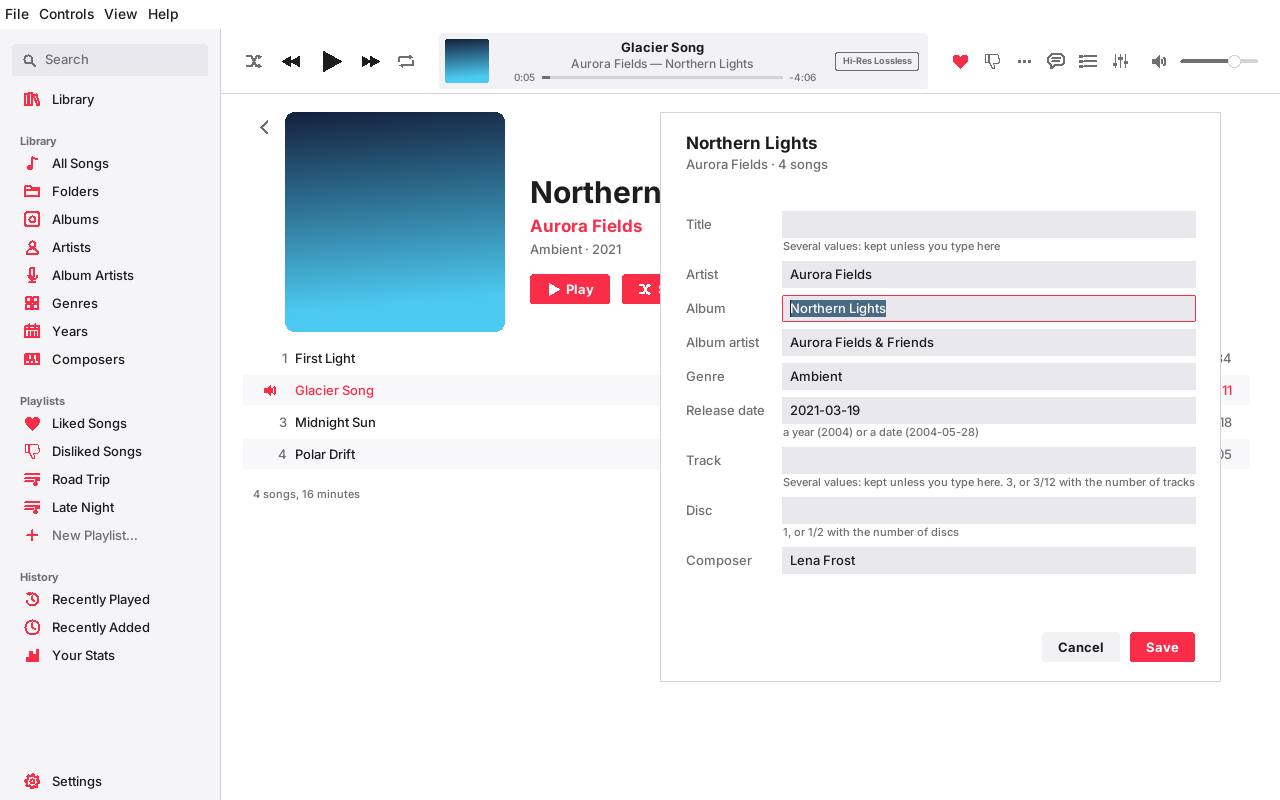 File Controls View Help
Search
Library
Library
All Songs
Folders
Albums
Artists
Album Artists
Genres
Years
Composers
Playlists
Liked Songs
Disliked Songs
Road Trip
Late Night
New Playlist...
History
Recently Played
Recently Added
Your Stats
Settings
Glacier Song
Aurora Fields — Northern Lights
0:05 -4:06
Hi-Res Lossless
Northern
Aurora Fields
Ambient · 2021
Play
1 First Light
Glacier Song 11
3 Midnight Sun 18
4 Polar Drift 05
4 songs, 16 minutes
Northern Lights
Aurora Fields · 4 songs
Title
Several values: kept unless you type here
Artist Aurora Fields
Album Northern Lights
Album artist Aurora Fields & Friends
Genre Ambient
Release date 2021-03-19
a year (2004) or a date (2004-05-28)
Track
Several values: kept unless you type here. 3, or 3/12 with the number of tracks
Disc
1, or 1/2 with the number of discs
Composer Lena Frost
Cancel Save